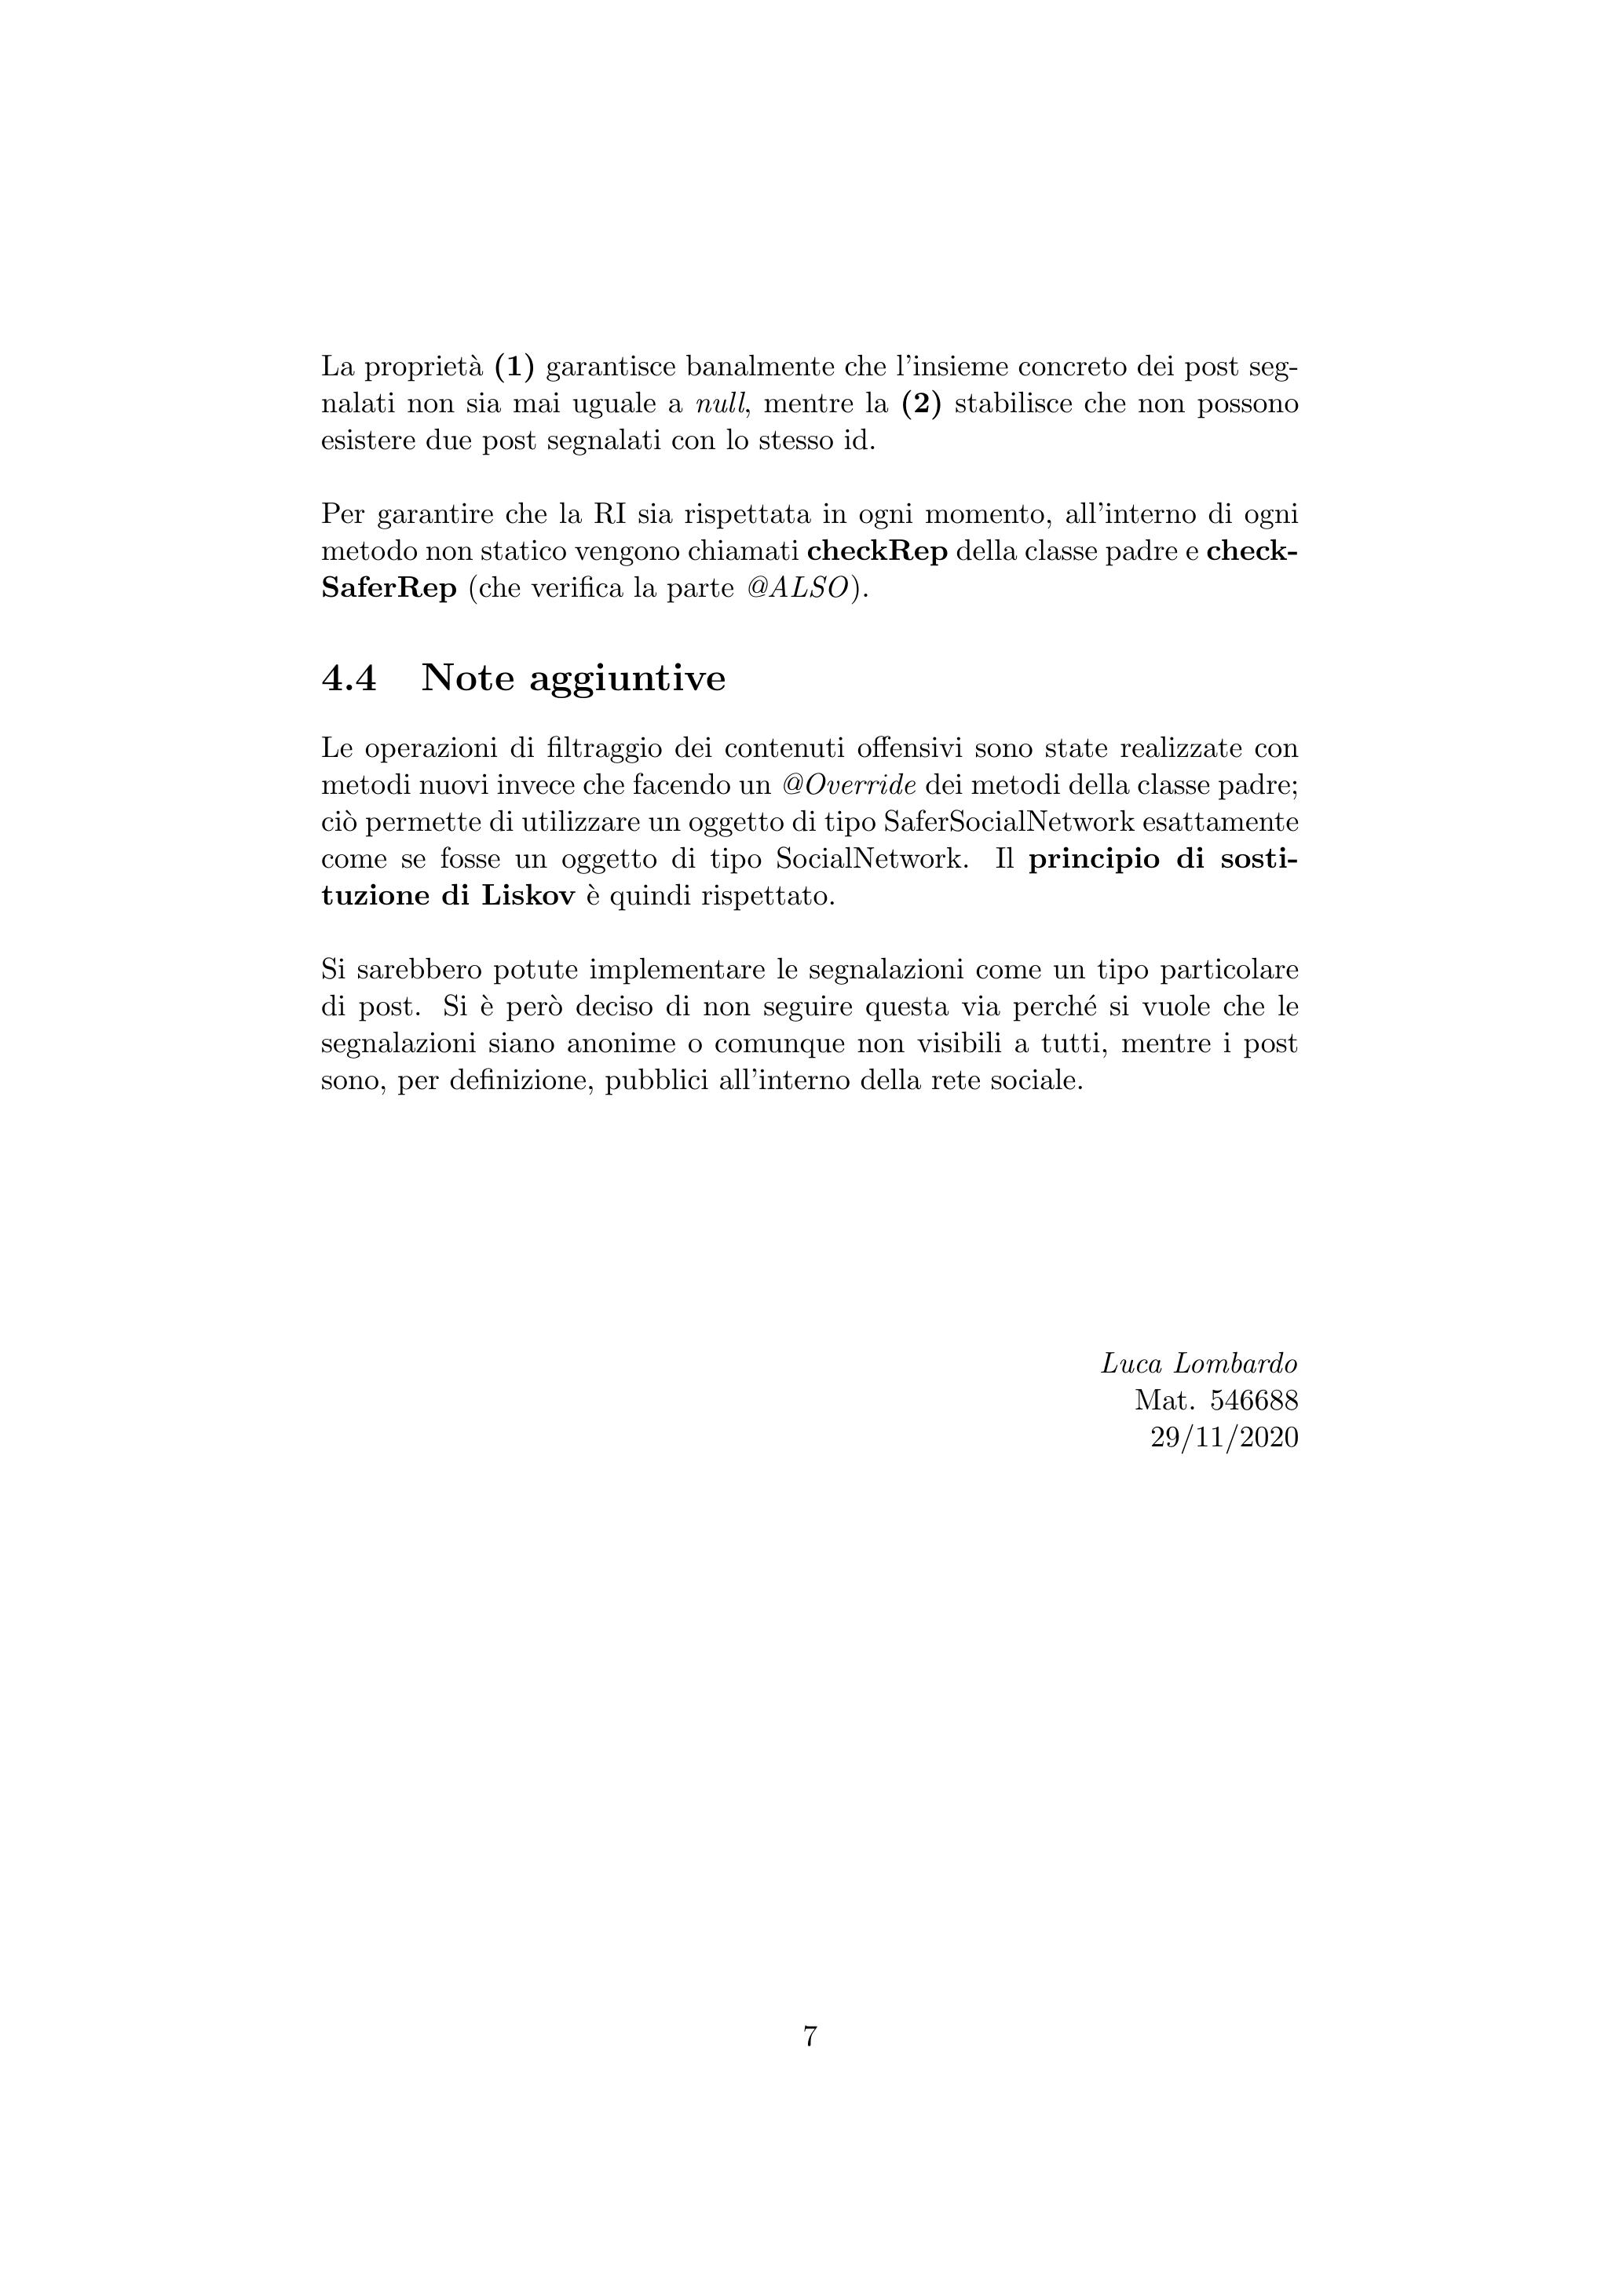 La proprietà (1) garantisce banalmente che l'insieme concreto dei post seg-
nalati non sia mai uguale a null, mentre la (2) stabilisce che non possono
esistere due post segnalati con lo stesso id.
Per garantire che la RI sia rispettata in ogni momento, all'interno di ogni
metodo non statico vengono chiamati checkRep della classe padre e check-
SaferRep (che verifica la parte @ALSO).
4.4 Note aggiuntive
Le operazioni di filtraggio dei contenuti offensivi sono state realizzate con
metodi nuovi invece che facendo un @Override dei metodi della classe padre;
ciò permette di utilizzare un oggetto di tipo SaferSocialNetwork esattamente
come se fosse un oggetto di tipo SocialNetwork. Il principio di sosti-
tuzione di Liskov è quindi rispettato.
Si sarebbero potute implementare le segnalazioni come un tipo particolare
di post. Si è però deciso di non seguire questa via perché si vuole che le
segnalazioni siano anonime o comunque non visibili a tutti, mentre i post
sono, per definizione, pubblici all'interno della rete sociale.
Luca Lombardo
Mat. 546688
29/11/2020
7